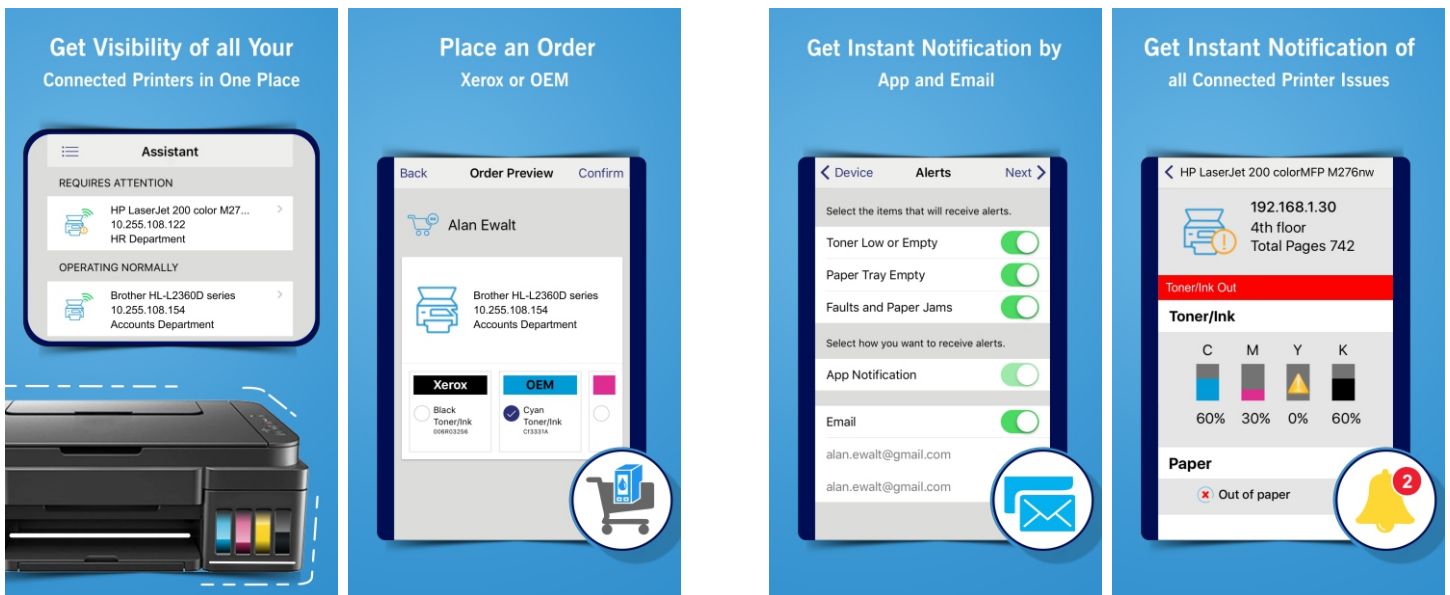 Get Visibility of all Your
Connected Printers in One Place
Assistant
REQUIRES ATTENTION
HP LaserJet 200 color M27...
10.255.108.122
HR Department
OPERATING NORMALLY
Brother HL-L2360D series
10.255.108.154
Accounts Department
Place an Order
Xerox or OEM
Back Order Preview Confirm
Alan Ewalt
Brother HL-L2360D series
10.255.108.154
Accounts Department
Xerox OEM
Black
Toner/Ink
006R03256
Cyan
Toner/Ink
Cf3331A
Get Instant Notification by
App and Email
Device Alerts Next
Select the items that will receive alerts.
Toner Low or Empty
Paper Tray Empty
Faults and Paper Jams
Select how you want to receive alerts.
App Notification
Email
alan.ewalt@gmail.com
alan.ewalt@gmail.com
Get Instant Notification of
all Connected Printer Issues
HP LaserJet 200 colorMFP M276nw
192.168.1.30
4th floor
Total Pages 742
Toner/Ink Out
Toner/Ink
C M Y K
60% 30% 0% 60%
Paper
Out of paper
2